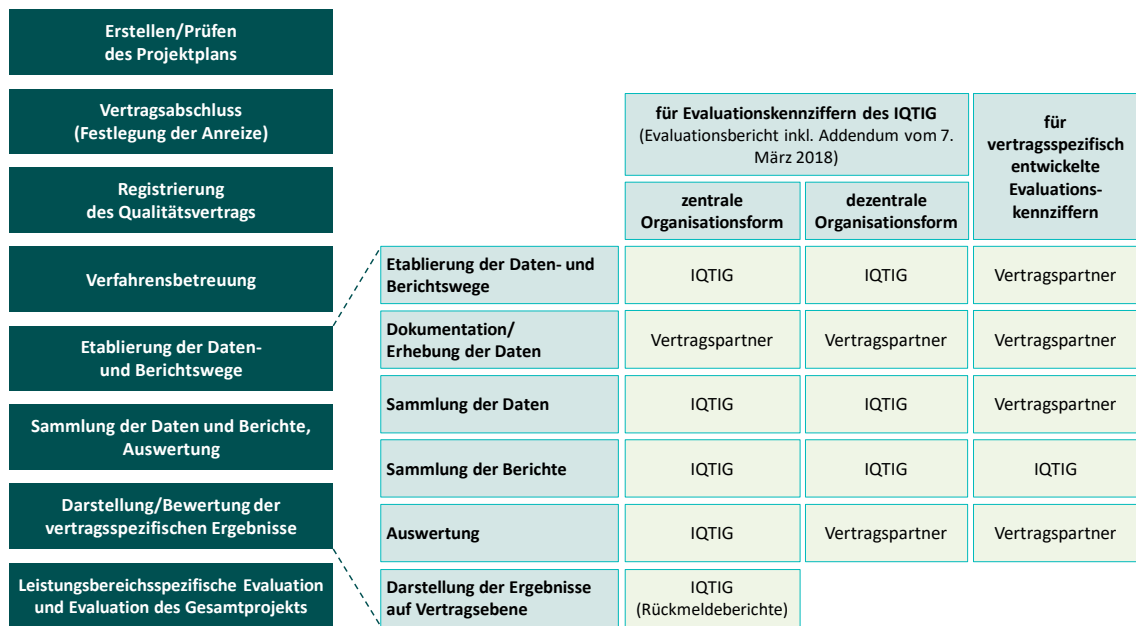 Erstellen/Prüfen
des Projektplans
Vertragsabschluss
(Festlegung der Anreize)
Registrierung
des Qualitätsvertrags
Verfahrensbetreuung
Etablierung der Daten-
und Berichtswege
Sammlung der Daten und Berichte,
Auswertung
Darstellung/Bewertung der
vertragsspezifischen Ergebnisse
Leistungsbereichsspezifische Evaluation
und Evaluation des Gesamtprojekts
für Evaluationskennziffern des IQTIG
(Evaluationsbericht inkl. Addendum vom 7.
März 2018)
für
vertragsspezifisch
entwickelte
Evaluations-
kennziffern
zentrale
Organisationsform
dezentrale
Organisationsform
Etablierung der Daten- und
Berichtswege
IQTIG
IQTIG
Vertragspartner
Dokumentation/
Erhebung der Daten
Vertragspartner
Vertragspartner
Vertragspartner
Sammlung der Daten
IQTIG
IQTIG
Vertragspartner
Sammlung der Berichte
IQTIG
IQTIG
IQTIG
Auswertung
IQTIG
Vertragspartner
Vertragspartner
Darstellung der Ergebnisse
auf Vertragsebene
IQTIG
(Rückmeldeberichte)